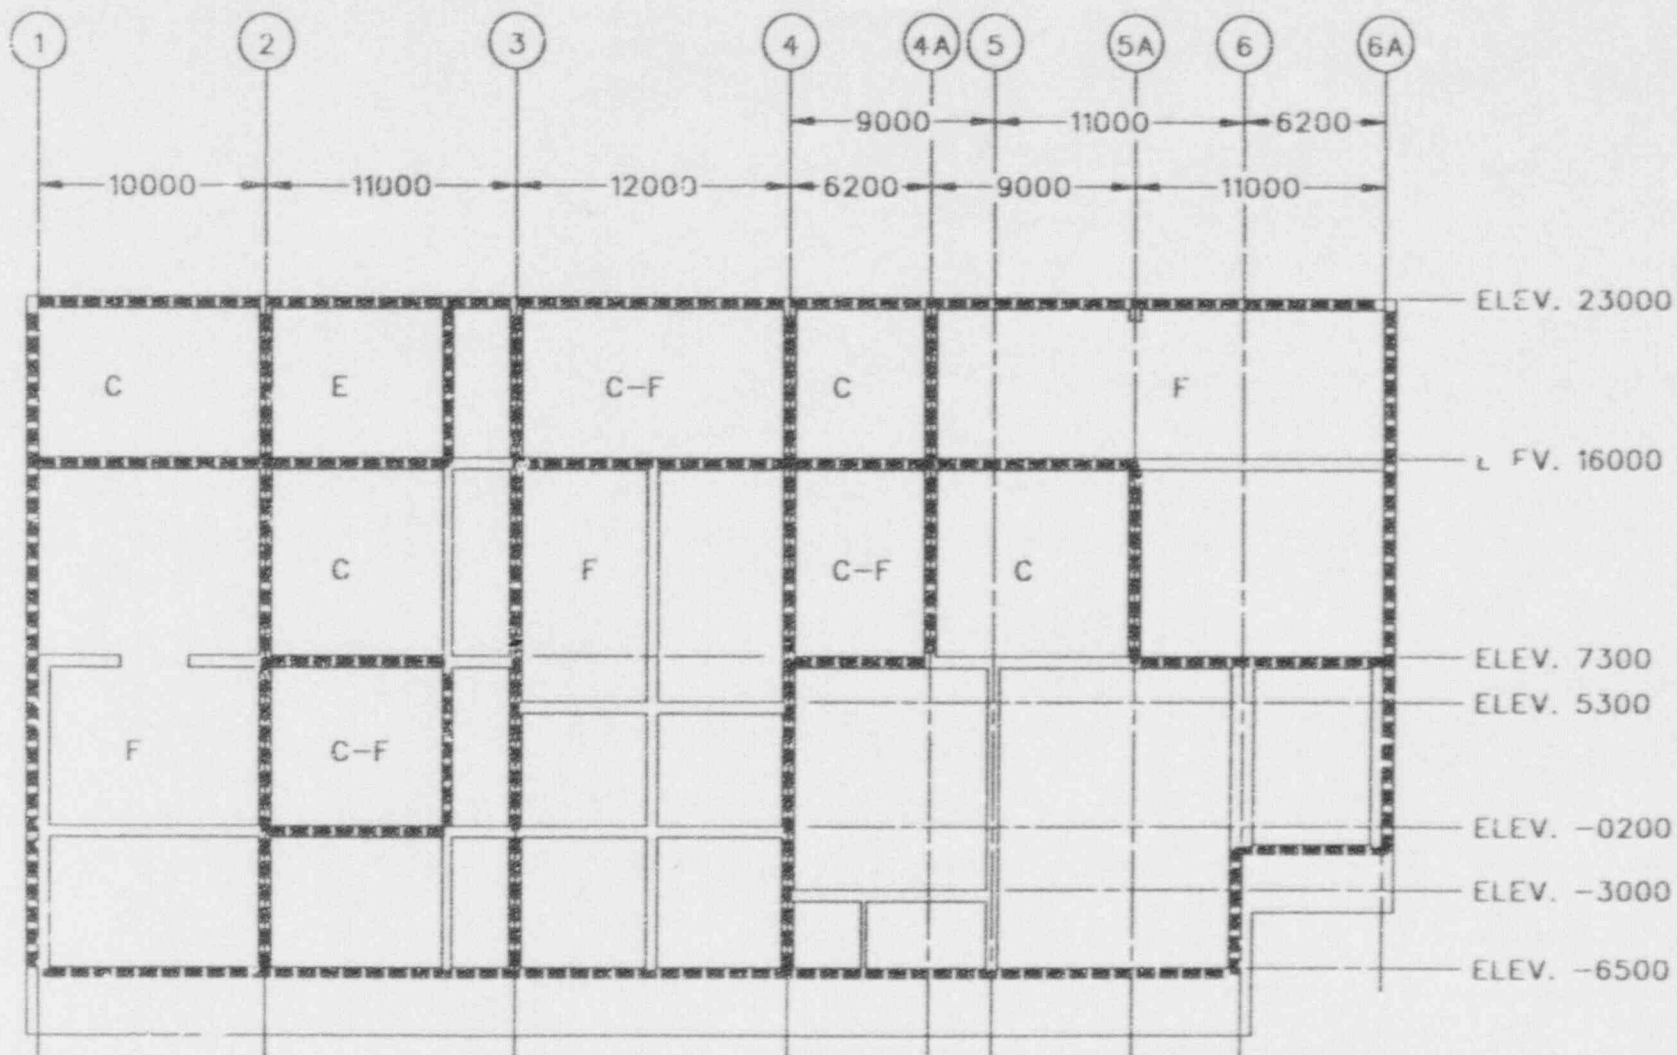 1 2 3 4 4A 5 5A 6 6A
9000 11000 6200
10000 11000 12000 6200 9000 11000
ELEV. 23000
C E C-F C F
16000
C F C-F C
ELEV. 7300
ELEV. 5300
F C-F
ELEV. -0200
ELEV. -3000
ELEV. -6500